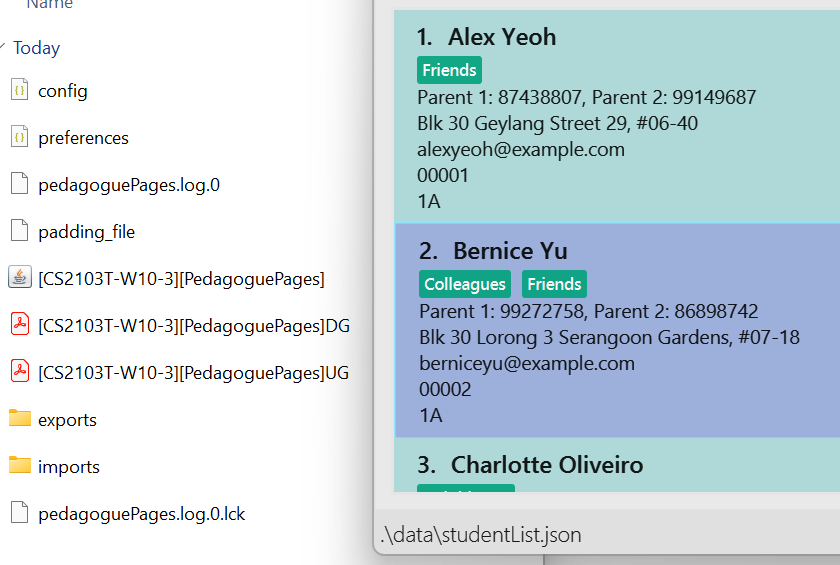 Name
Today
config
preferences
pedagoguePages.log.0
padding_file
[CS2103T-W10-3][PedagoguePages]
[CS2103T-W10-3][PedagoguePages]DG
[CS2103T-W10-3][PedagoguePages]UG
exports
imports
pedagoguePages.log.0.lck
1. Alex Yeoh
Friends
Parent 1: 87438807, Parent 2: 99149687
Blk 30 Geylang Street 29, #06-40
alexyeoh@example.com
00001
1A
2. Bernice Yu
Colleagues Friends
Parent 1: 99272758, Parent 2: 86898742
Blk 30 Lorong 3 Serangoon Gardens, #07-18
berniceyu@example.com
00002
1A
3. Charlotte Oliveiro
.\data\studentList.json